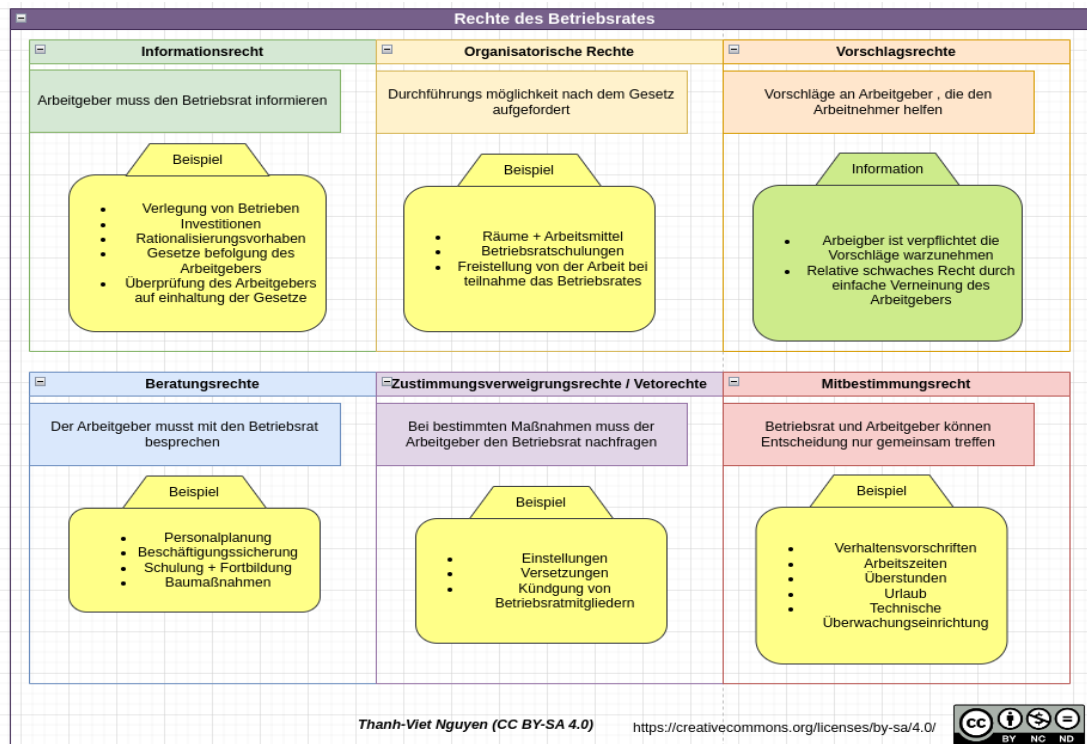 Rechte des Betriebsrates
Informationsrecht
Arbeitgeber muss den Betriebsrat informieren
Beispiel
Verlegung von Betrieben
Investitionen
Rationalisierungsvorhaben
Gesetze befolgung des
Arbeitgebers
Überprüfung des Arbeitgebers
auf einhaltung der Gesetze
Organisatorische Rechte
Durchführungs möglichkeit nach dem Gesetz
aufgefordert
Beispiel
Räume + Arbeitsmittel
Betriebsratschulungen
Freistellung von der Arbeit bei
teilnahme das Betriebsrates
Vorschlagsrechte
Vorschläge an Arbeitgeber , die den
Arbeitnehmer helfen
Information
Arbeigber ist verpflichtet die
Vorschläge warzunehmen
Relative schwaches Recht durch
einfache Verneinung des
Arbeitgebers
Beratungsrechte
Der Arbeitgeber musst mit den Betriebsrat
besprechen
Beispiel
Personalplanung
Beschäftigungssicherung
Schulung + Fortbildung
Baumaßnahmen
Zustimmungsverweigrungsrechte / Vetorechte
Bei bestimmten Maßnahmen muss der
Arbeitgeber den Betriebsrat nachfragen
Beispiel
Einstellungen
Versetzungen
Kündgung von
Betriebsratmitgliedern
Mitbestimmungsrecht
Betriebsrat und Arbeitgeber können
Entscheidung nur gemeinsam treffen
Beispiel
Verhaltensvorschriften
Arbeitszeiten
Überstunden
Urlaub
Technische
Überwachungseinrichtung
Thanh-Viet Nguyen (CC BY-SA 4.0)
https://creativecommons.org/licenses/by-sa/4.0/
cc
BY NC ND